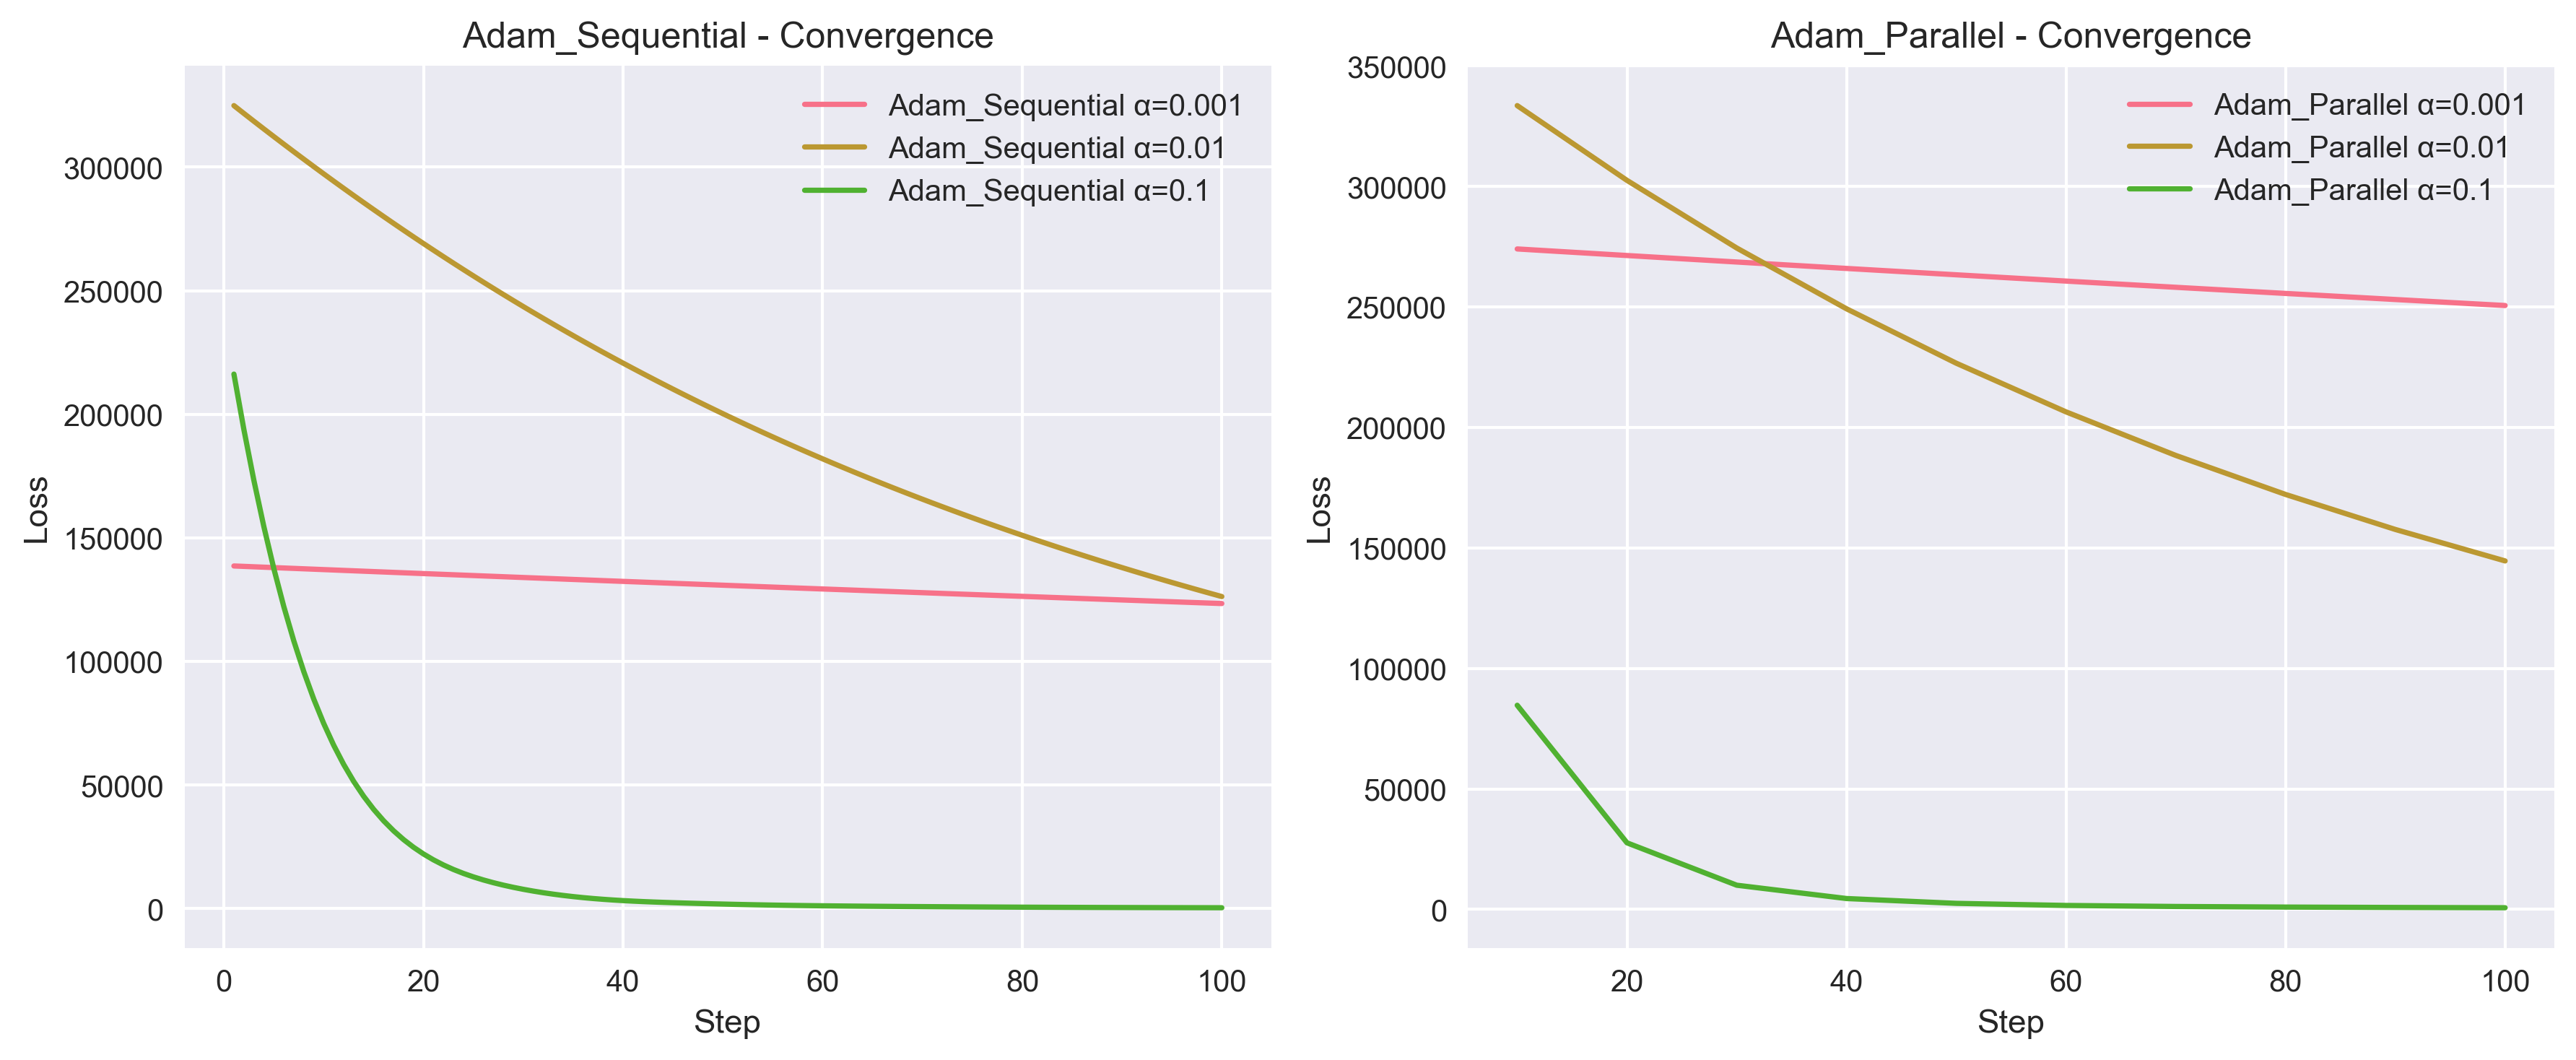 Adam_Sequential - Convergence
Adam_Sequential α=0.001
Adam_Sequential α=0.01
Adam_Sequential α=0.1
300000
250000
200000
150000
100000
50000
0
Loss
0 20 40 60 80 100
Step
Adam_Parallel - Convergence
Adam_Parallel α=0.001
Adam_Parallel α=0.01
Adam_Parallel α=0.1
350000
300000
250000
200000
150000
100000
50000
0
Loss
20 40 60 80 100
Step